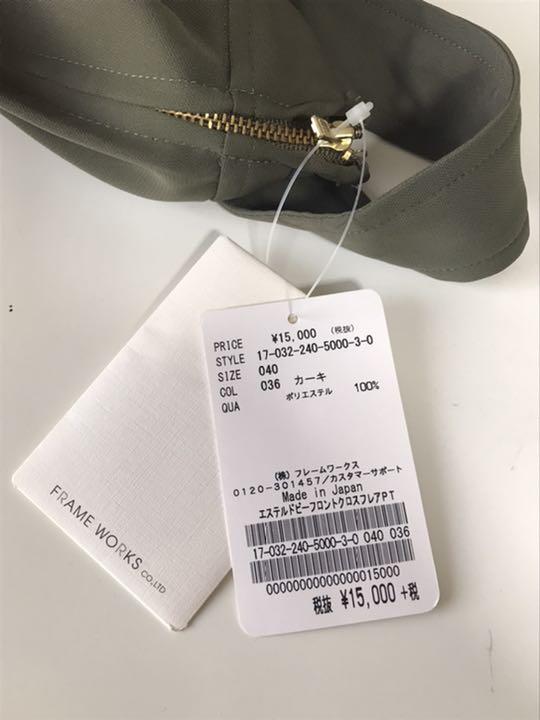 PRICE ¥15,000 (税抜)
STYLE 17-032-240-5000-3-0
SIZE 040
COL 036 カーキ
QUA ポリエステル 100%
(株) フレームワークス
0120-301457/カスタマーサポート
Made in Japan
エステルドビーフロントクロスフレアPT
17-032-240-5000-3-0 040 036
00000000000000015000
税抜 ¥15,000 +税
FRAME WORKS CO.,LTD